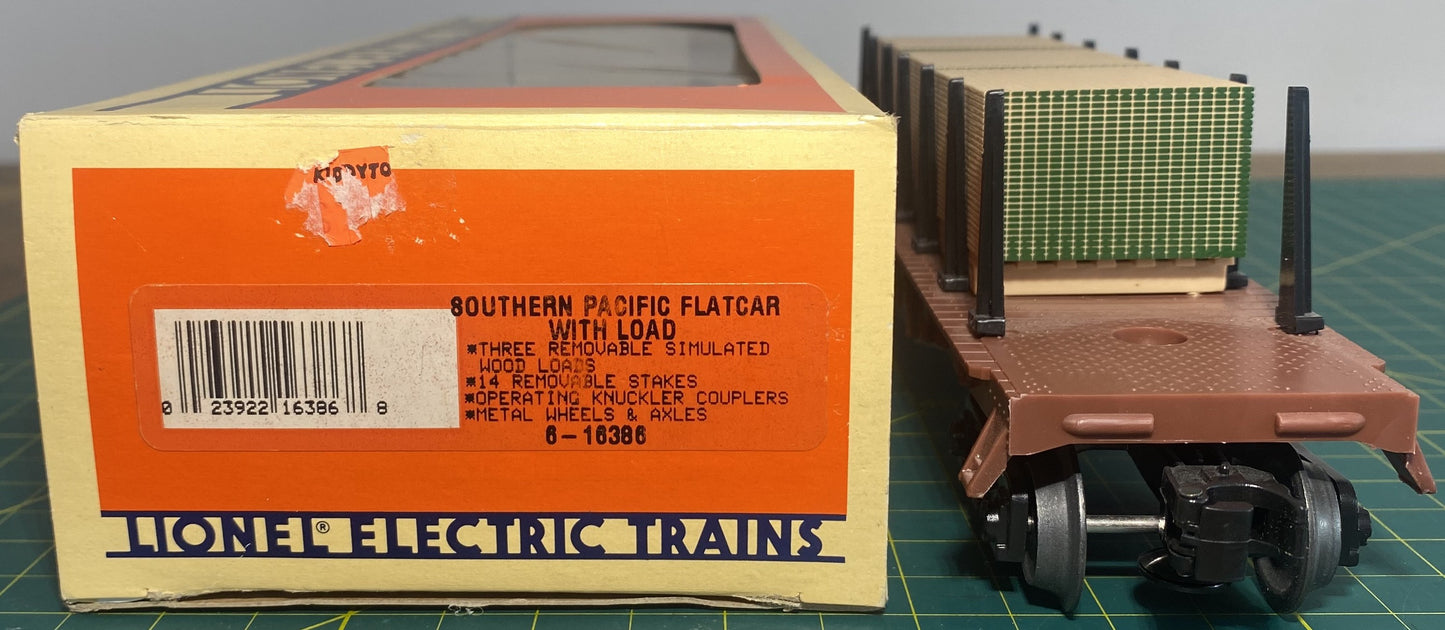 KIDDYTO
SOUTHERN PACIFIC FLATCAR
WITH LOAD
*THREE REMOVABLE SIMULATED
WOOD LOADS
*14 REMOVABLE STAKES
*OPERATING KNUCKLER COUPLERS
*METAL WHEELS & AXLES
6-16386
0 23922 16386 8
LIONEL® ELECTRIC TRAINS